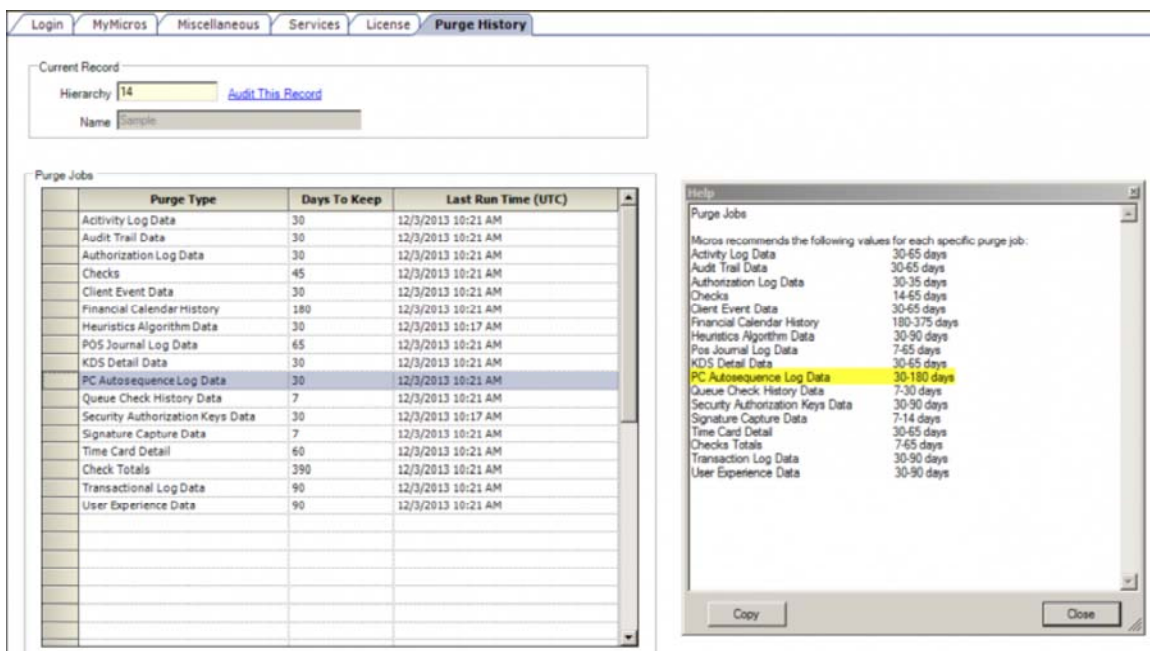 Login MyMicros Miscellaneous Services License Purge History
Current Record
Hierarchy 14 Audit This Record
Name Sample
Purge Jobs
Purge Type Days To Keep Last Run Time (UTC)
Acitivity Log Data 30 12/3/2013 10:21 AM
Audit Trail Data 30 12/3/2013 10:21 AM
Authorization Log Data 30 12/3/2013 10:21 AM
Checks 45 12/3/2013 10:21 AM
Client Event Data 30 12/3/2013 10:21 AM
Financial Calendar History 180 12/3/2013 10:21 AM
Heuristics Algorithm Data 30 12/3/2013 10:17 AM
POS Journal Log Data 65 12/3/2013 10:21 AM
KDS Detail Data 30 12/3/2013 10:21 AM
PC Autosequence Log Data 30 12/3/2013 10:21 AM
Queue Check History Data 7 12/3/2013 10:21 AM
Security Authorization Keys Data 30 12/3/2013 10:17 AM
Signature Capture Data 7 12/3/2013 10:21 AM
Time Card Detail 60 12/3/2013 10:21 AM
Check Totals 390 12/3/2013 10:21 AM
Transactional Log Data 90 12/3/2013 10:21 AM
User Experience Data 90 12/3/2013 10:21 AM
Help
Purge Jobs
Micros recommends the following values for each specific purge job:
Activity Log Data 30-65 days
Audit Trail Data 30-65 days
Authorization Log Data 30-35 days
Checks 14-65 days
Client Event Data 30-65 days
Financial Calendar History 180-375 days
Heuristics Algorithm Data 30-90 days
Pos Journal Log Data 7-65 days
KDS Detail Data 30-65 days
PC Autosequence Log Data 30-180 days
Queue Check History Data 7-30 days
Security Authorization Keys Data 30-90 days
Signature Capture Data 7-14 days
Time Card Detail 30-65 days
Checks Totals 7-65 days
Transaction Log Data 30-90 days
User Experience Data 30-90 days
Copy Close